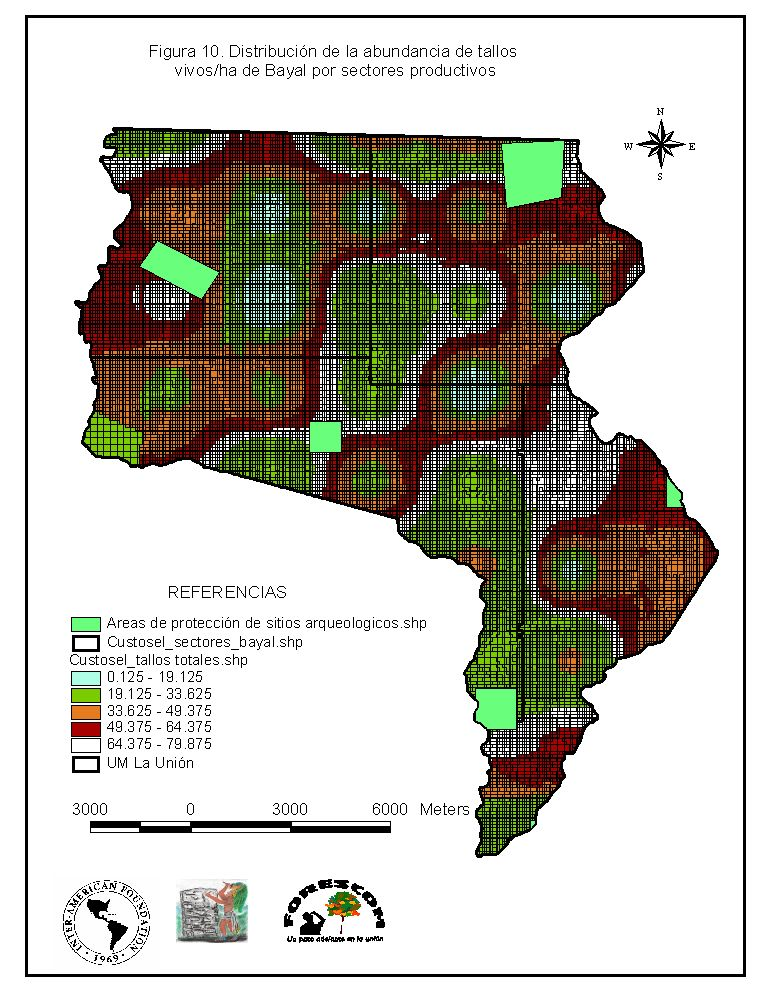 Figura 10. Distribución de la abundancia de tallos
vivos/ha de Bayal por sectores productivos
N
W E
S
REFERENCIAS
Areas de protección de sitios arqueologicos.shp
Custosel_sectores_bayal.shp
Custosel_tallos totales.shp
0.125 - 19.125
19.125 - 33.625
33.625 - 49.375
49.375 - 64.375
64.375 - 79.875
UM La Unión
3000 0 3000 6000 Meters
INTER-AMERICAN FOUNDATION
1969
FORESCOM
Un paso adelante en la unión